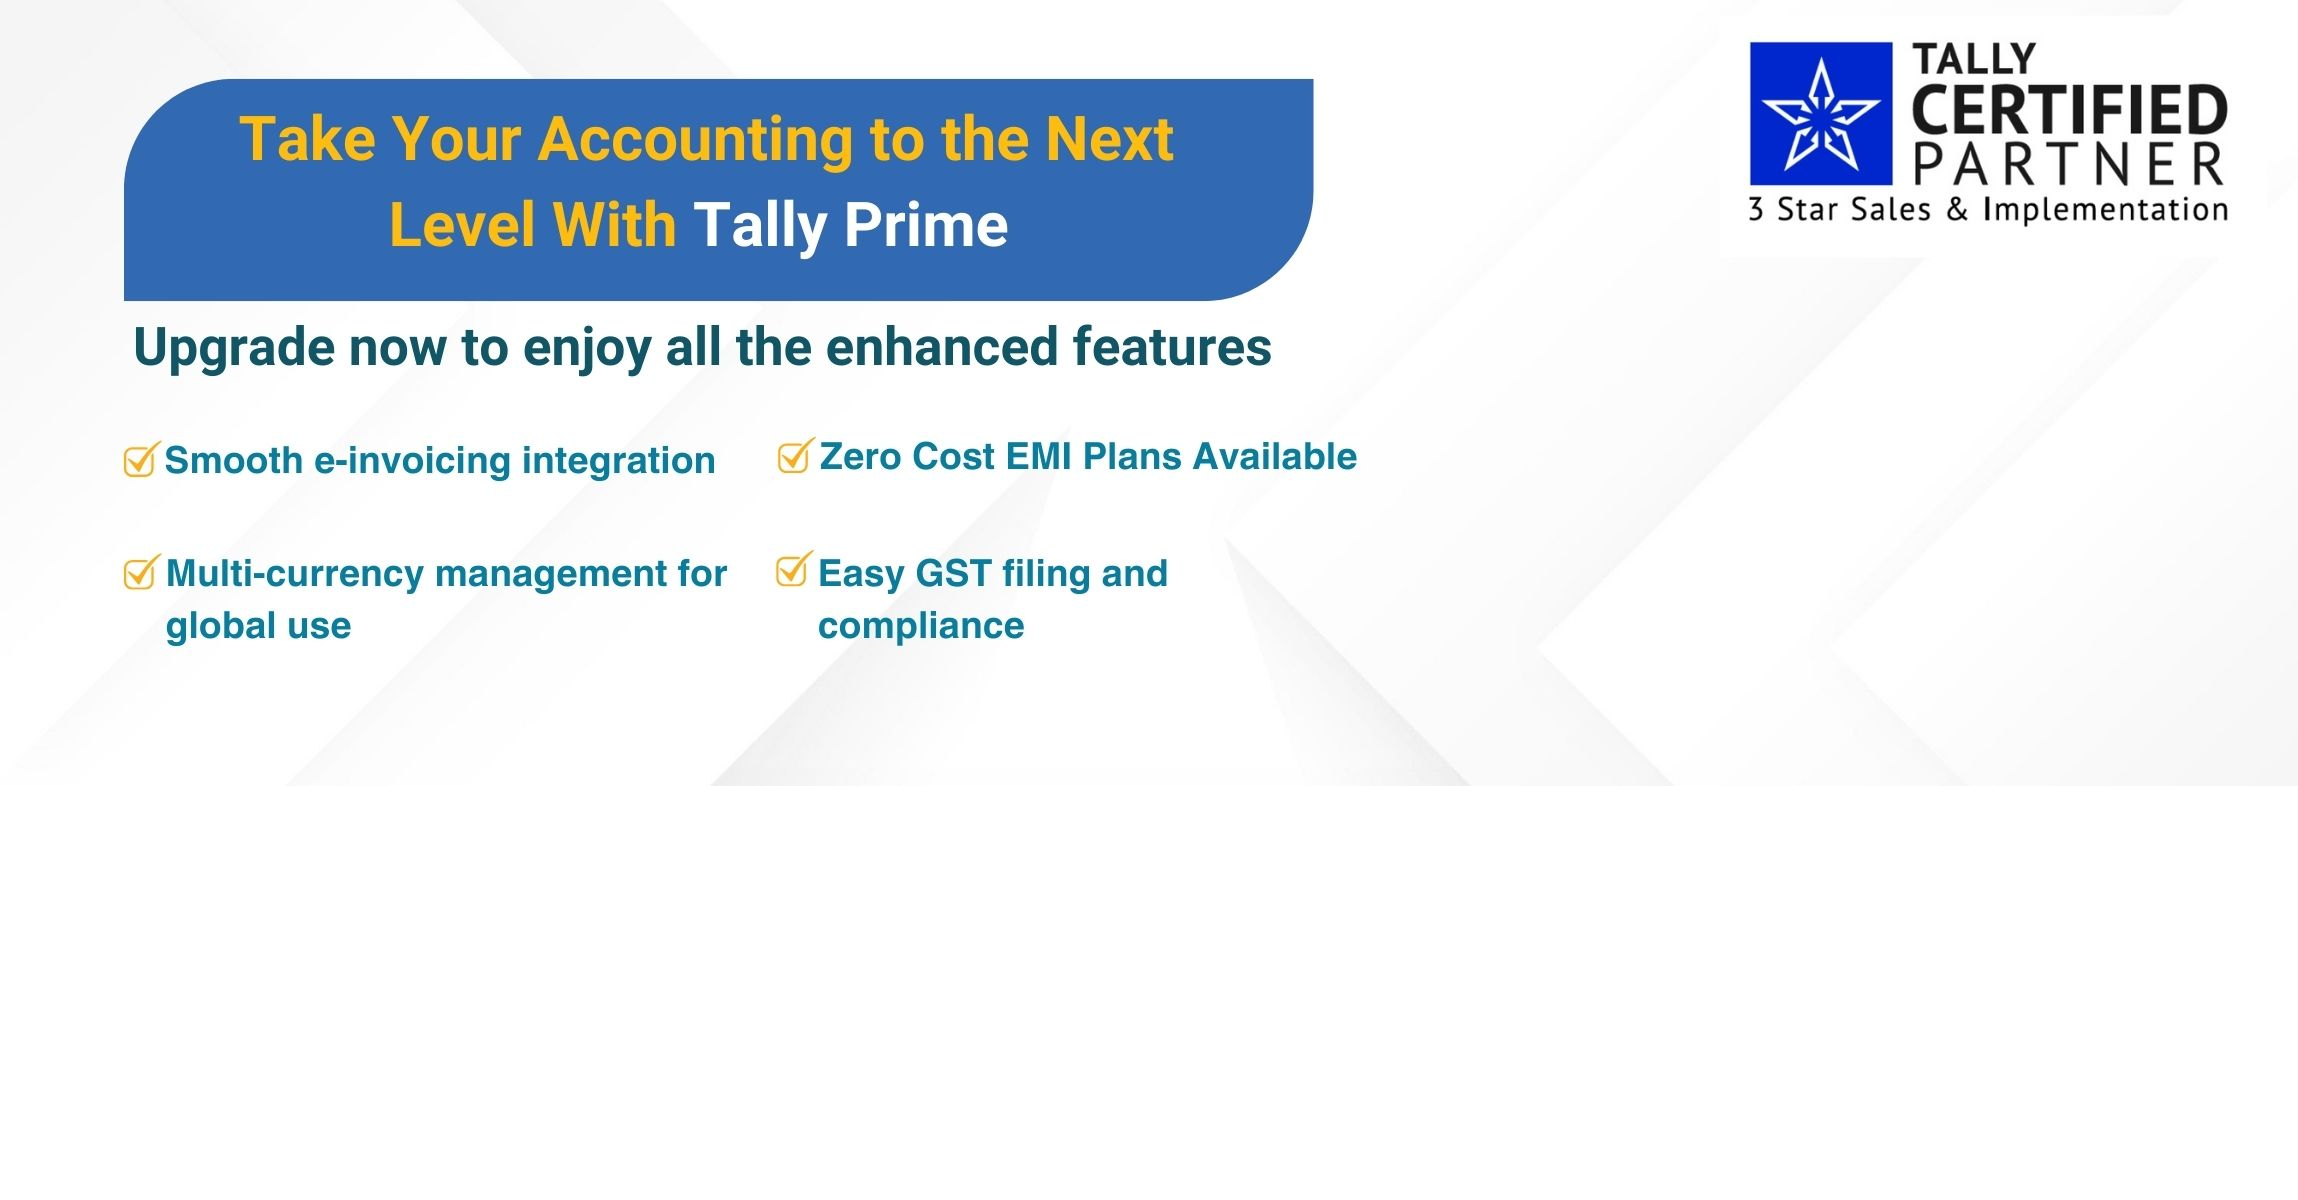 Take Your Accounting to the Next
Level With Tally Prime
TALLY
CERTIFIED
PARTNER
3 Star Sales & Implementation
Upgrade now to enjoy all the enhanced features
Smooth e-invoicing integration
Zero Cost EMI Plans Available
Multi-currency management for
global use
Easy GST filing and
compliance